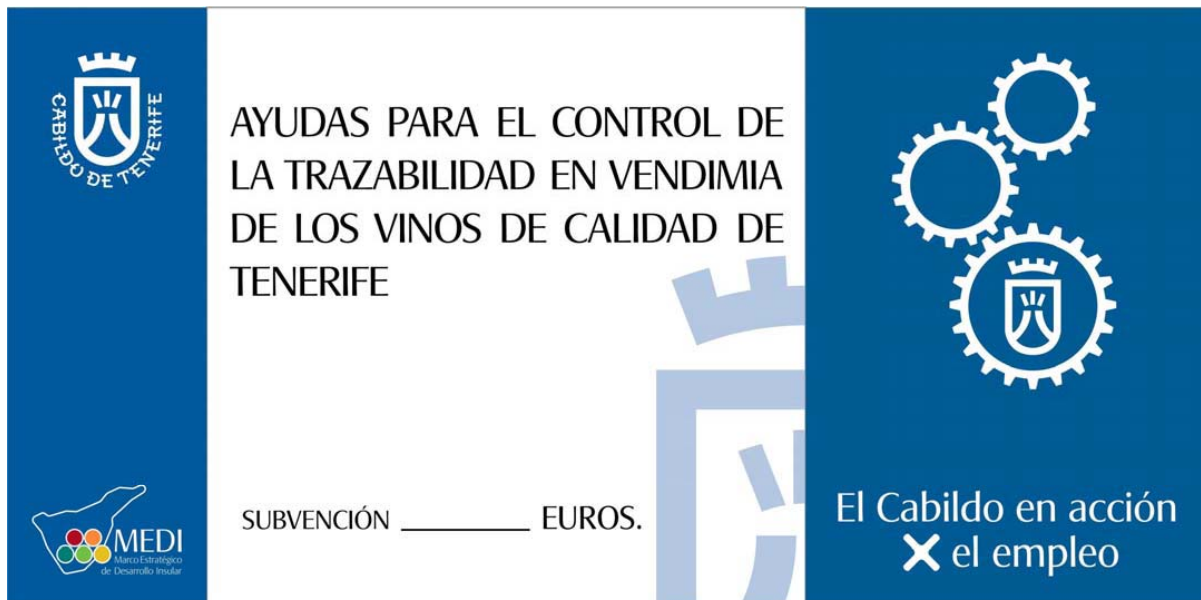 CABILDO DE TENERIFE
AYUDAS PARA EL CONTROL DE
LA TRAZABILIDAD EN VENDIMIA
DE LOS VINOS DE CALIDAD DE
TENERIFE
SUBVENCIÓN ________ EUROS.
MEDI
Marco Estratégico
de Desarrollo Insular
El Cabildo en acción
X el empleo